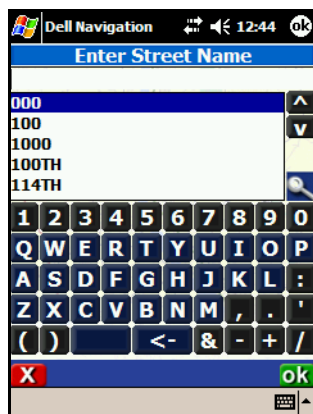 Dell Navigation 12:44 ok
Enter Street Name
000
100
1000
100TH
114TH
^
v
1 2 3 4 5 6 7 8 9 0
Q W E R T Y U I O P
A S D F G H J K L :
Z X C V B N M , . '
( ) <- & - + /
X ok